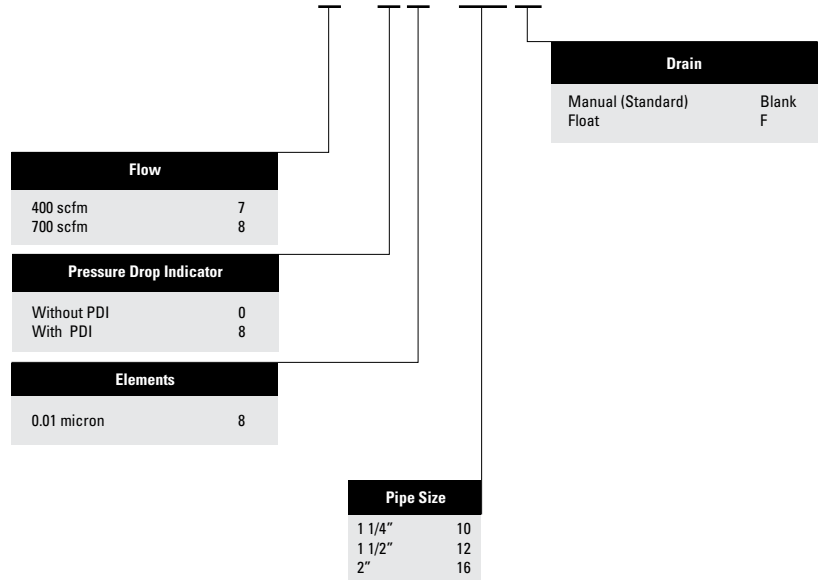 Drain
Manual (Standard) Blank
Float F
Flow
400 scfm 7
700 scfm 8
Pressure Drop Indicator
Without PDI 0
With PDI 8
Elements
0.01 micron 8
Pipe Size
1 1/4″ 10
1 1/2″ 12
2″ 16